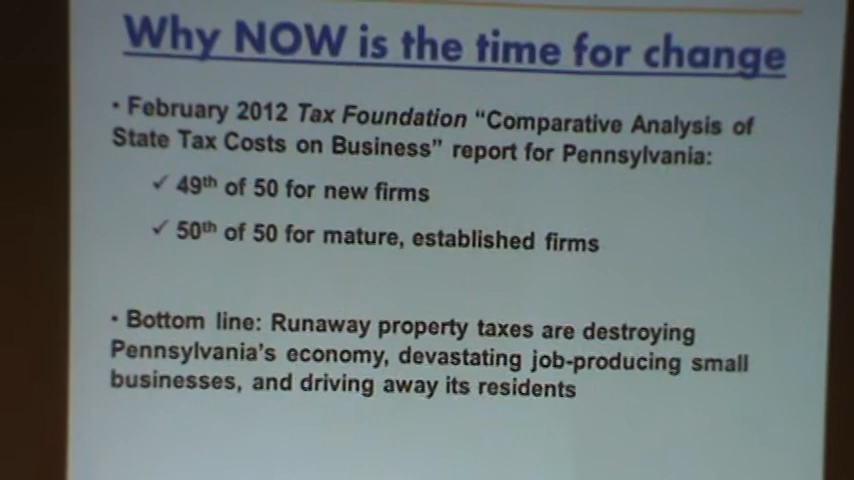 Why NOW is the time for change
• February 2012 Tax Foundation “Comparative Analysis of
State Tax Costs on Business” report for Pennsylvania:
✓ 49th of 50 for new firms
✓ 50th of 50 for mature, established firms
• Bottom line: Runaway property taxes are destroying
Pennsylvania’s economy, devastating job-producing small
businesses, and driving away its residents